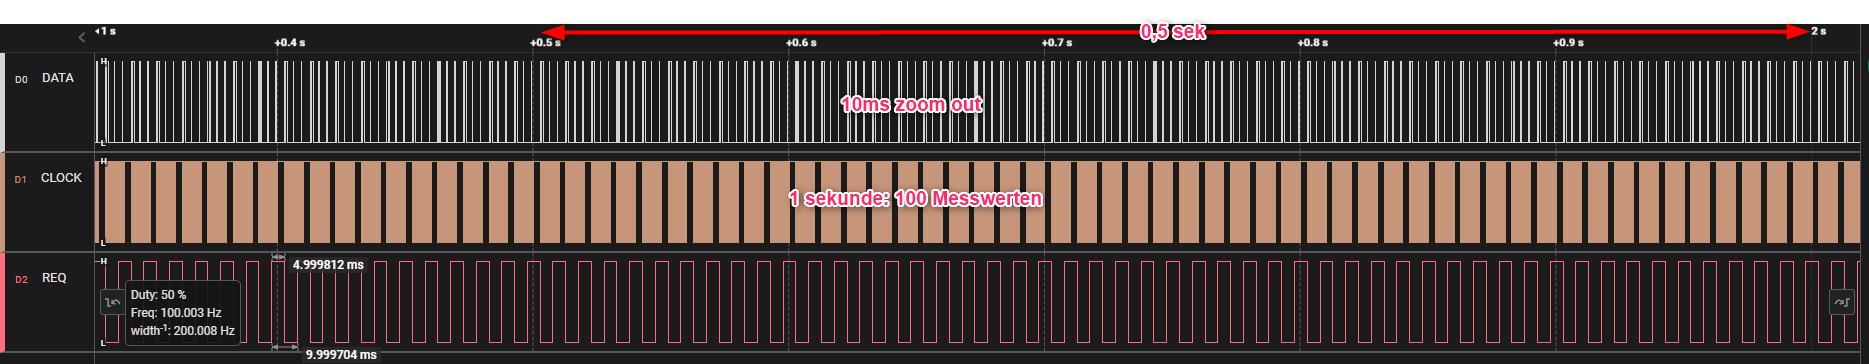 1 s
0,5 sek
2 s
+0.4 s
+0.5 s
+0.6 s
+0.7 s
+0.8 s
+0.9 s
H
D0 DATA
10ms zoom out
L
H
D1 CLOCK
1 sekunde: 100 Messwerten
L
H
4.999812 ms
D2 REQ
Duty: 50 %
Freq: 100.003 Hz
width-1: 200.008 Hz
L
9.999704 ms